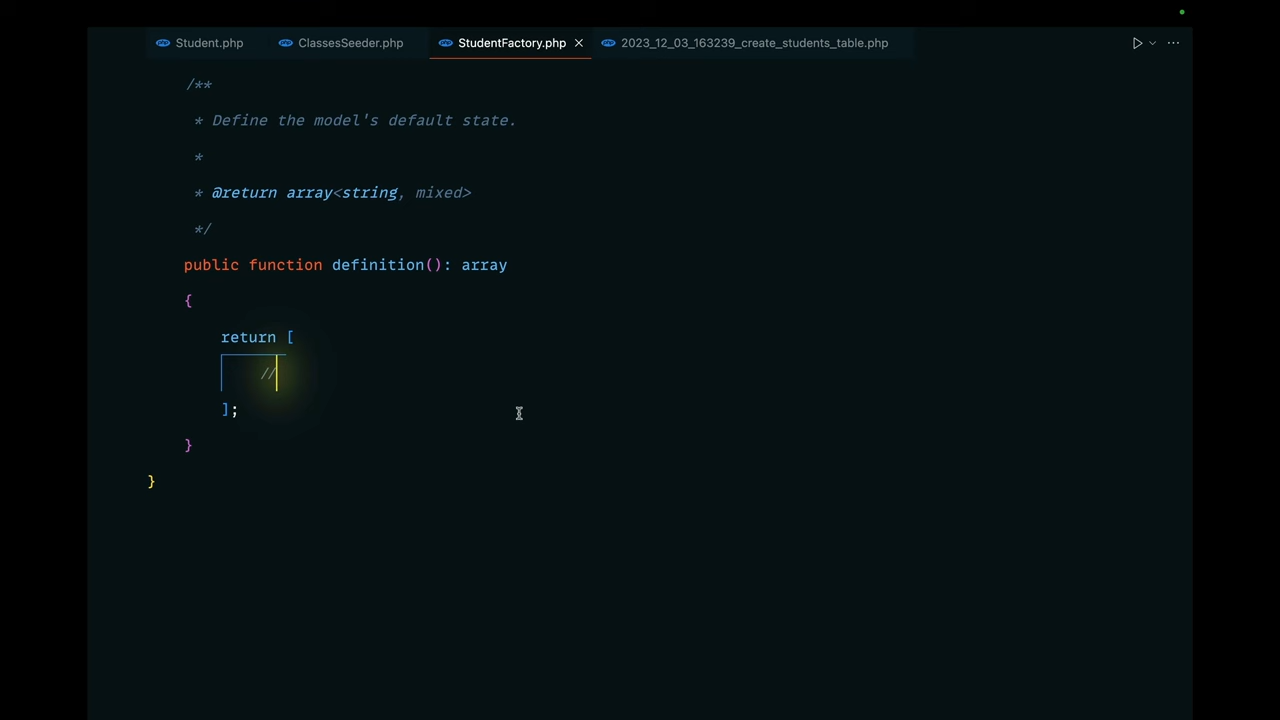 Student.php ClassesSeeder.php StudentFactory.php 2023_12_03_163239_create_students_table.php
/**
* Define the model's default state.
*
* @return array<string, mixed>
*/
public function definition(): array
{
return [
//
];
}
}